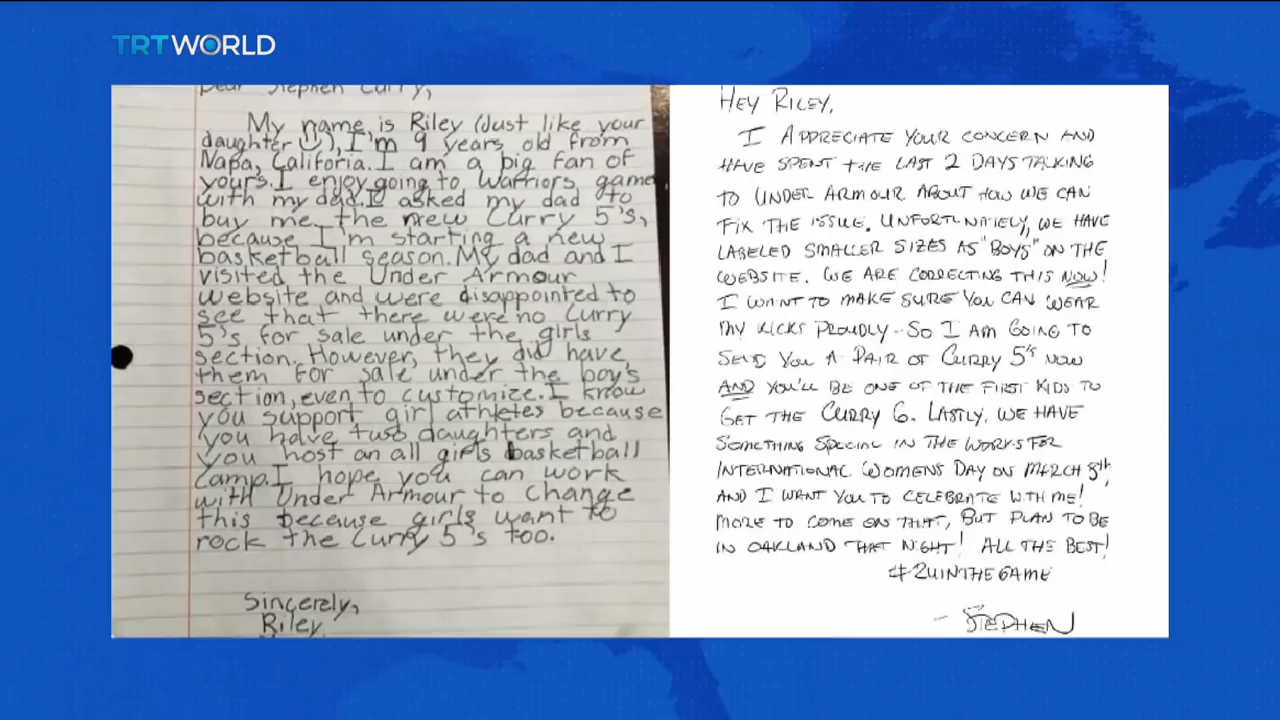 TRT WORLD
Dear Stephen Curry,
My name is Riley (Just like your
daughter), I'm 9 years old from
Napa, Califoria. I am a big fan of
yours. I enjoy going to Warriors game
with my dad. I asked my dad to
buy me the new Curry 5's,
because I'm starting a new
basketball season. My dad and I
visited the Under Armour
website and were disappointed to
see that there were no Curry
5's for sale under the girls
section. However, they did have
them for sale under the boy's
section, even to customize. I know
you support girl athletes because
you have two daughters and
you host an all girls basketball
Camp. I hope you can work
with Under Armour to change
this because girls want to
rock the Curry 5's too.
Sincerely,
Riley
HEY RILEY,
I APPRECIATE YOUR CONCERN AND
HAVE SPENT THE LAST 2 DAYS TALKING
TO UNDER ARMOUR ABOUT HOW WE CAN
FIX THE ISSUE. UNFORTUNATELY, WE HAVE
LABELED SMALLER SIZES AS "BOYS" ON THE
WEBSITE. WE ARE CORRECTING THIS NOW!
I WANT TO MAKE SURE YOU CAN WEAR
MY KICKS PROUDLY - SO I AM GOING TO
SEND YOU A PAIR OF CURRY 5's NOW
AND YOU'LL BE ONE OF THE FIRST KIDS TO
GET THE CURRY 6. LASTLY, WE HAVE
SOMETHING SPECIAL IN THE WORKS FOR
INTERNATIONAL WOMENS DAY ON MARCH 8th,
AND I WANT YOU TO CELEBRATE WITH ME!
MORE TO COME ON THAT, BUT PLAN TO BE
IN OAKLAND THAT NIGHT! ALL THE BEST!
#2UINTHEGAME
- STEPHEN